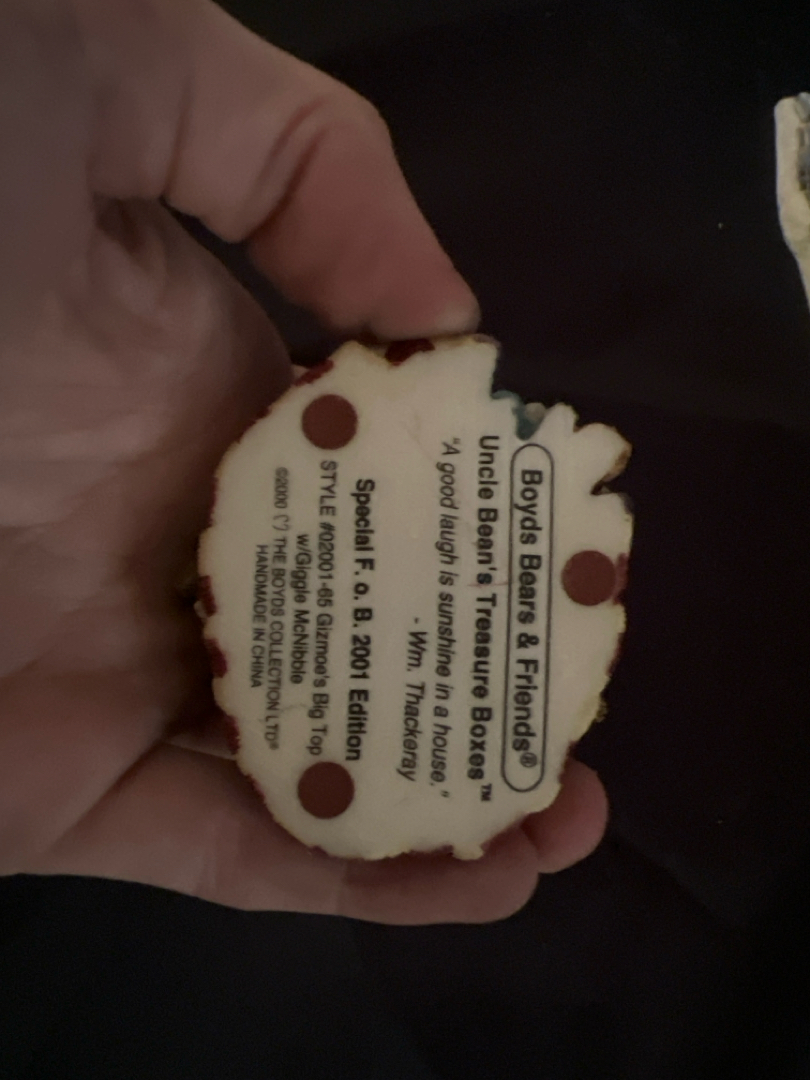 Boyds Bears & Friends®
Uncle Bean's Treasure Boxes™
"A good laugh is sunshine in a house."
- Wm. Thackeray
Special F. o. B. 2001 Edition
STYLE #02001-65 Gizmoe's Big Top
w/Giggle McNibble
©2000 (") THE BOYDS COLLECTION LTD®
HANDMADE IN CHINA